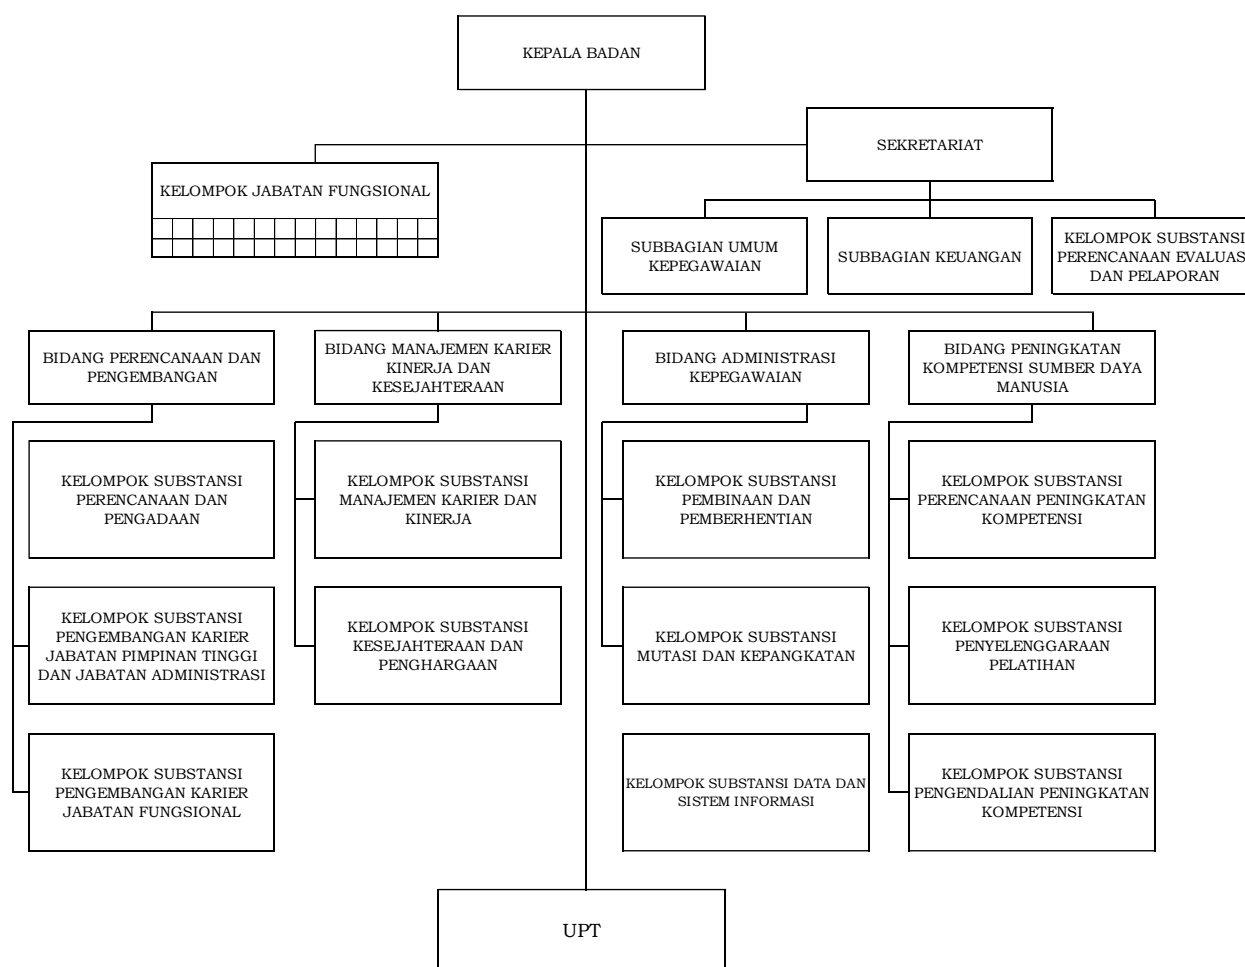 KEPALA BADAN
SEKRETARIAT
KELOMPOK JABATAN FUNGSIONAL
SUBBAGIAN UMUM
KEPEGAWAIAN
SUBBAGIAN KEUANGAN
KELOMPOK SUBSTANSI
PERENCANAAN EVALUAS
DAN PELAPORAN
BIDANG PERENCANAAN DAN
PENGEMBANGAN
BIDANG MANAJEMEN KARIER
KINERJA DAN
KESEJAHTERAAN
BIDANG ADMINISTRASI
KEPEGAWAIAN
BIDANG PENINGKATAN
KOMPETENSI SUMBER DAYA
MANUSIA
KELOMPOK SUBSTANSI
PERENCANAAN DAN
PENGADAAN
KELOMPOK SUBSTANSI
MANAJEMEN KARIER DAN
KINERJA
KELOMPOK SUBSTANSI
PEMBINAAN DAN
PEMBERHENTIAN
KELOMPOK SUBSTANSI
PERENCANAAN PENINGKATAN
KOMPETENSI
KELOMPOK SUBSTANSI
PENGEMBANGAN KARIER
JABATAN PIMPINAN TINGGI
DAN JABATAN ADMINISTRASI
KELOMPOK SUBSTANSI
KESEJAHTERAAN DAN
PENGHARGAAN
KELOMPOK SUBSTANSI
MUTASI DAN KEPANGKATAN
KELOMPOK SUBSTANSI
PENYELENGGARAAN
PELATIHAN
KELOMPOK SUBSTANSI
PENGEMBANGAN KARIER
JABATAN FUNGSIONAL
KELOMPOK SUBSTANSI DATA DAN
SISTEM INFORMASI
KELOMPOK SUBSTANSI
PENGENDALIAN PENINGKATAN
KOMPETENSI
UPT